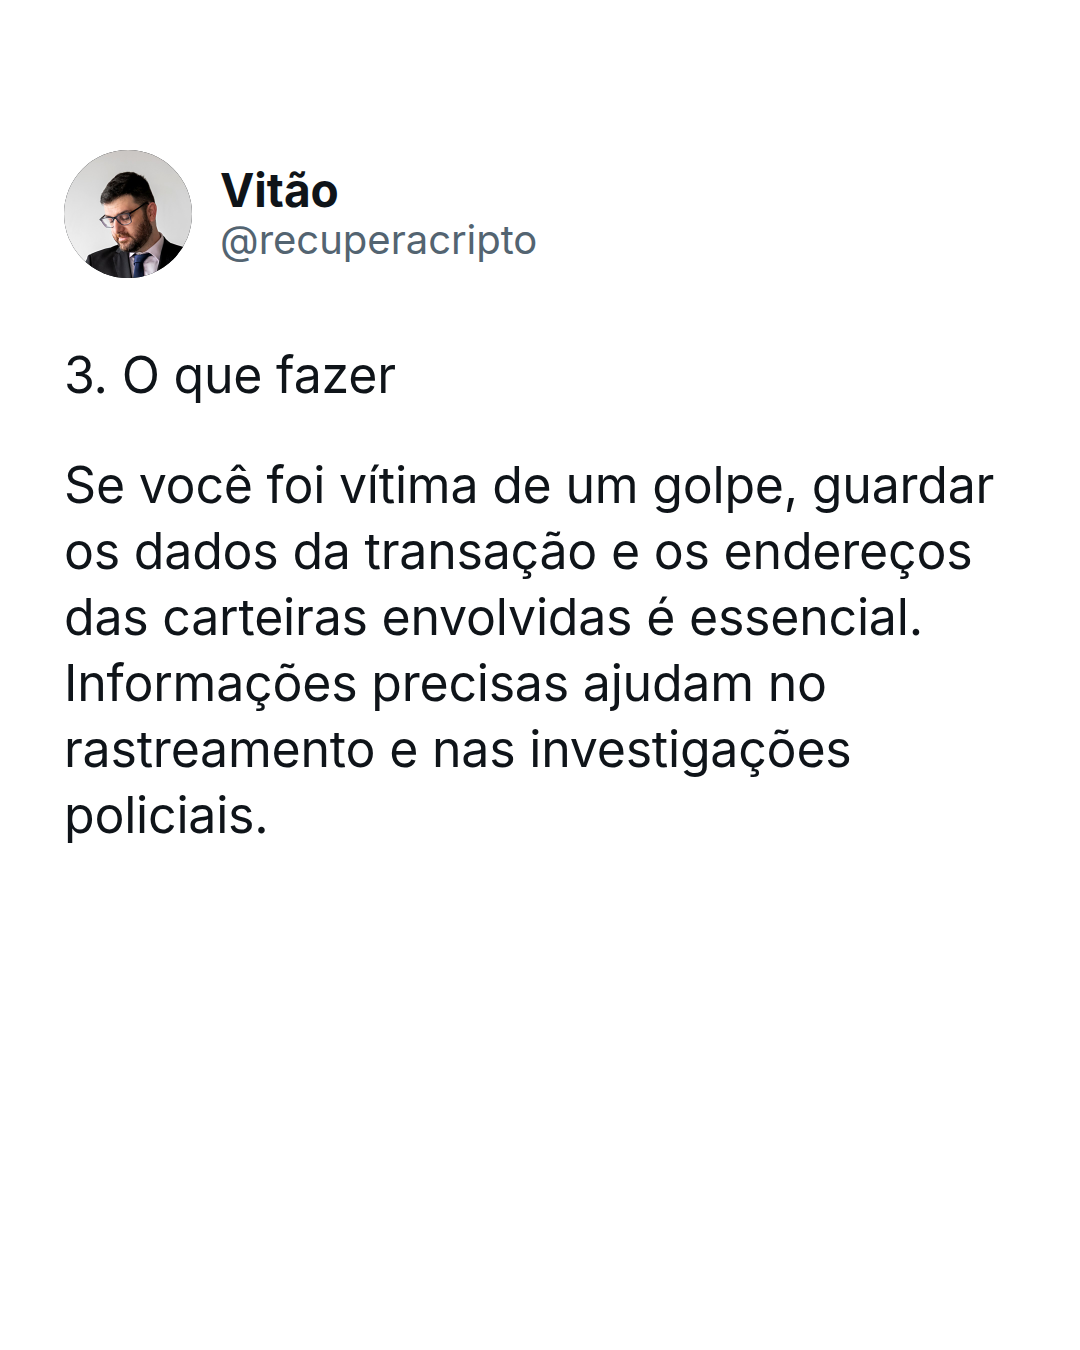 Vitão
@recuperacripto
3. O que fazer
Se você foi vítima de um golpe, guardar
os dados da transação e os endereços
das carteiras envolvidas é essencial.
Informações precisas ajudam no
rastreamento e nas investigações
policiais.